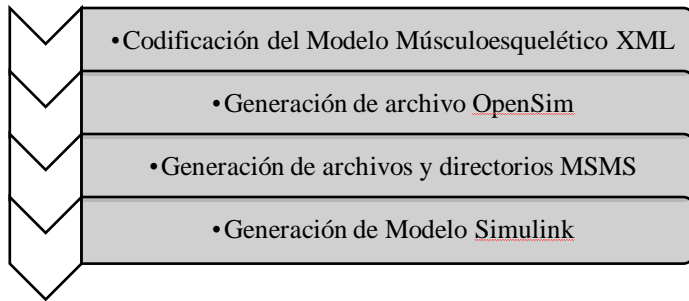 •Codificación del Modelo Músculoesquelético XML
•Generación de archivo OpenSim
•Generación de archivos y directorios MSMS
•Generación de Modelo Simulink